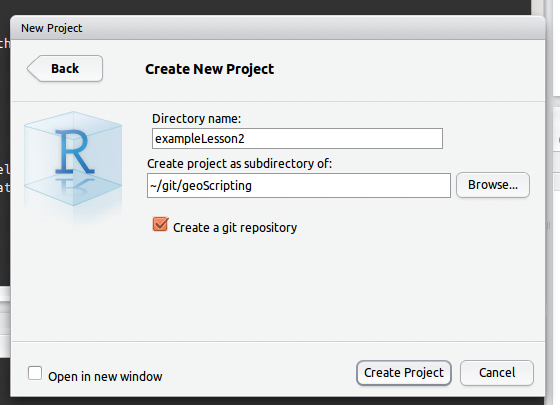 New Project
Back
Create New Project
R
Directory name:
exampleLesson2
Create project as subdirectory of:
~/git/geoScripting
Browse...
Create a git repository
Open in new window
Create Project
Cancel